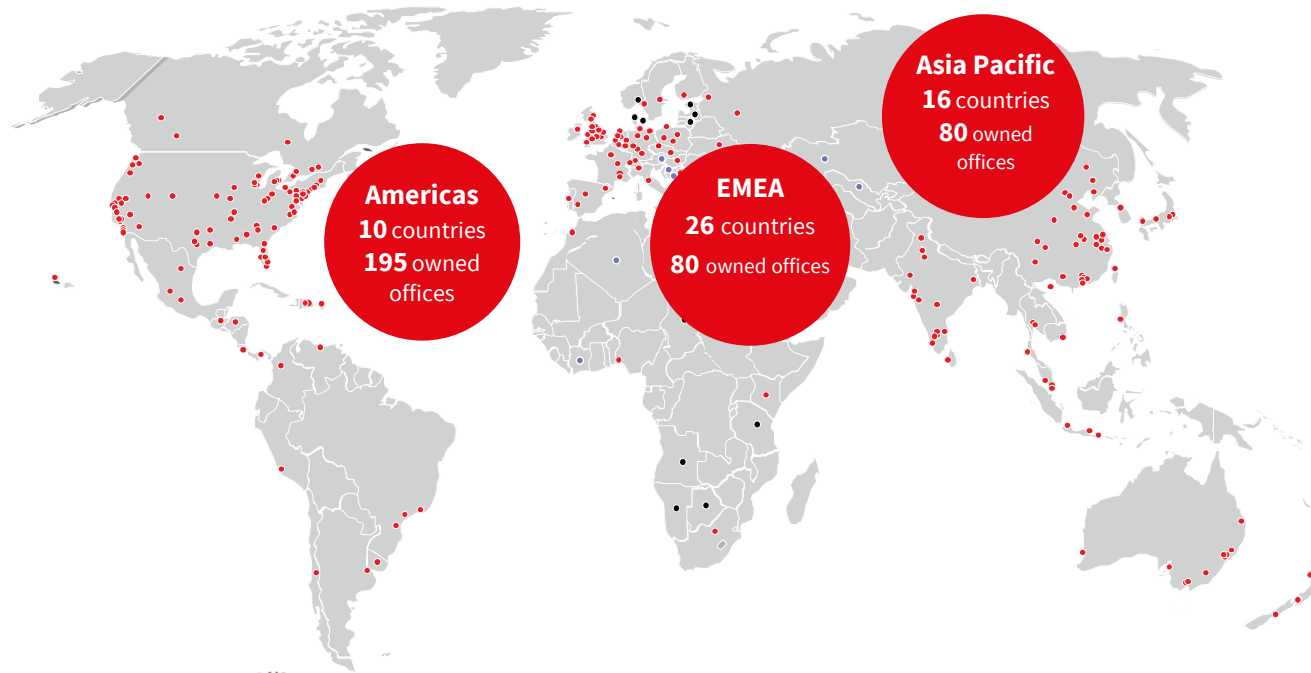 Americas
10 countries
195 owned
offices
EMEA
26 countries
80 owned offices
Asia Pacific
16 countries
80 owned
offices